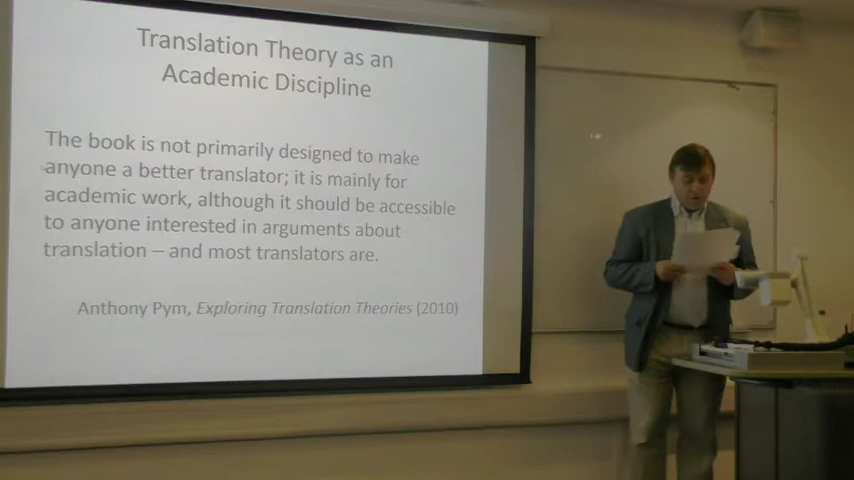 Translation Theory as an
Academic Discipline
The book is not primarily designed to make
anyone a better translator; it is mainly for
academic work, although it should be accessible
to anyone interested in arguments about
translation – and most translators are.
Anthony Pym, Exploring Translation Theories (2010)